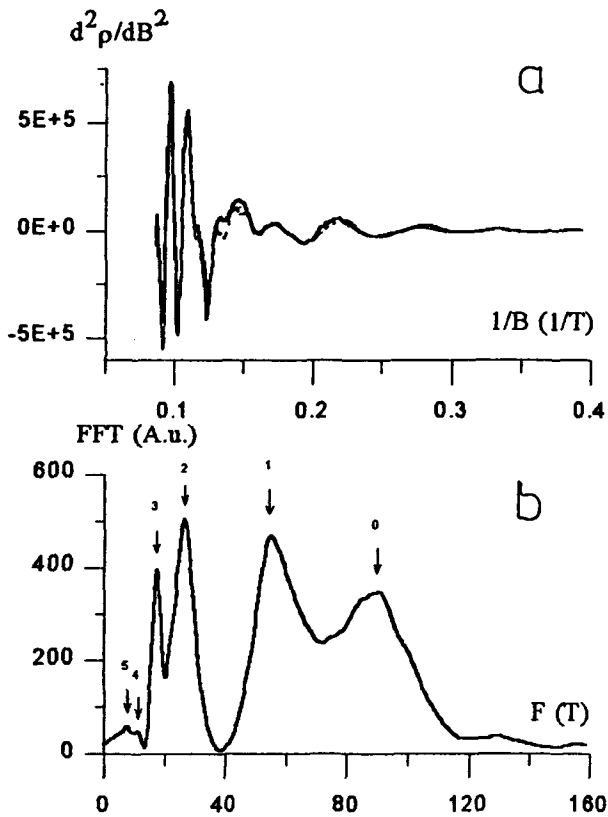 d²ρ/dB²
a
5E+5
0E+0
-5E+5
1/B (1/T)
0.1 0.2 0.3 0.4
FFT (A.u.)
b
600
400
200
0
5 4 3 2 1 0
F (T)
0 40 80 120 160